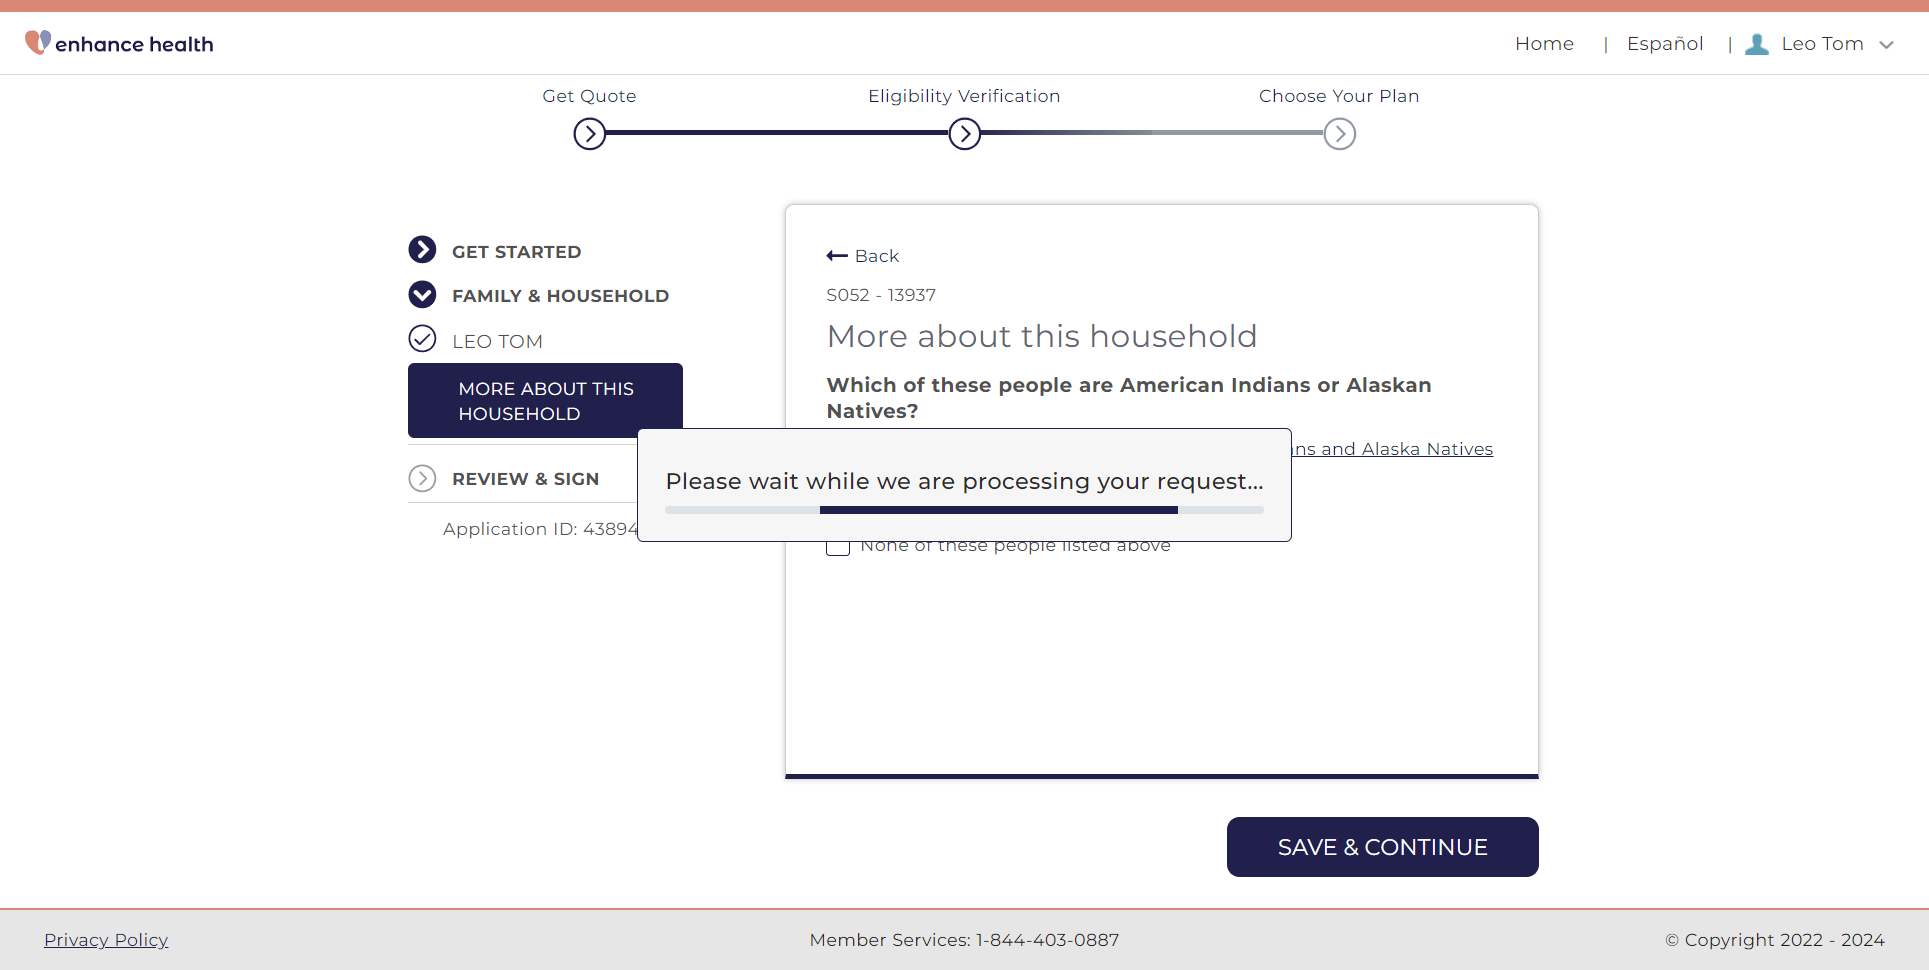 enhance health
Home | Español | Leo Tom
Get Quote
Eligibility Verification
Choose Your Plan
GET STARTED
FAMILY & HOUSEHOLD
LEO TOM
MORE ABOUT THIS
HOUSEHOLD
REVIEW & SIGN
Application ID: 43894
Back
S052 - 13937
More about this household
Which of these people are American Indians or Alaskan
Natives?
and Alaska Natives
Please wait while we are processing your request...
None of these people listed above
SAVE & CONTINUE
Privacy Policy
Member Services: 1-844-403-0887
© Copyright 2022 - 2024